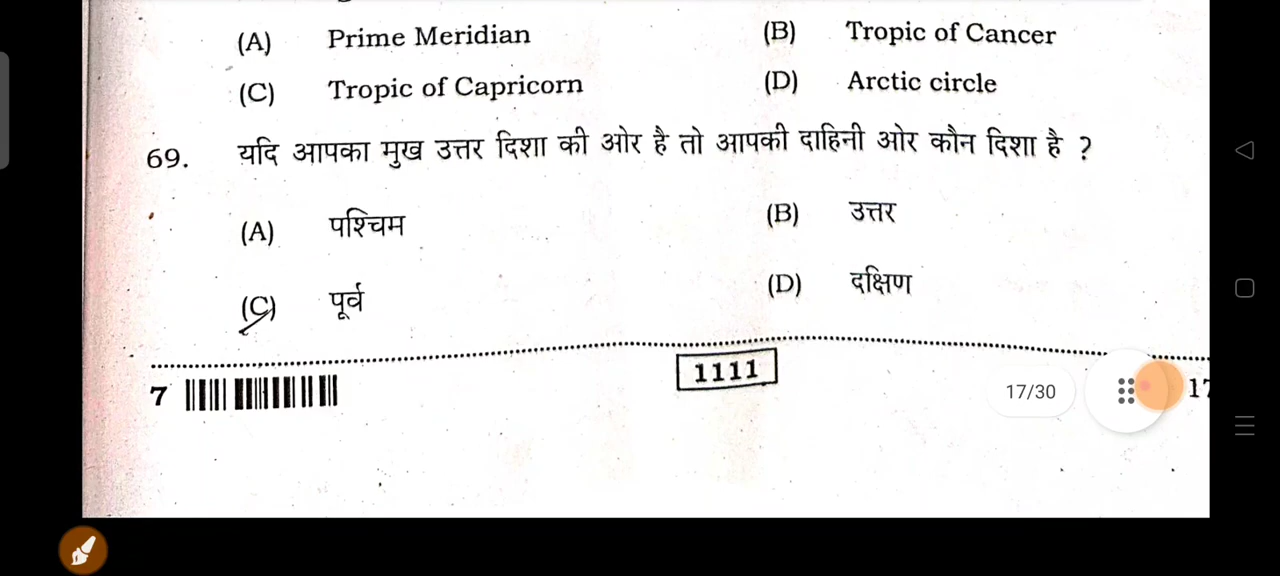 (A) Prime Meridian (B) Tropic of Cancer
(C) Tropic of Capricorn (D) Arctic circle
69. यदि आपका मुख उत्तर दिशा की ओर है तो आपकी दाहिनी ओर कौन दिशा है ?
(A) पश्चिम (B) उत्तर
(C) पूर्व (D) दक्षिण
7 1111 17/30